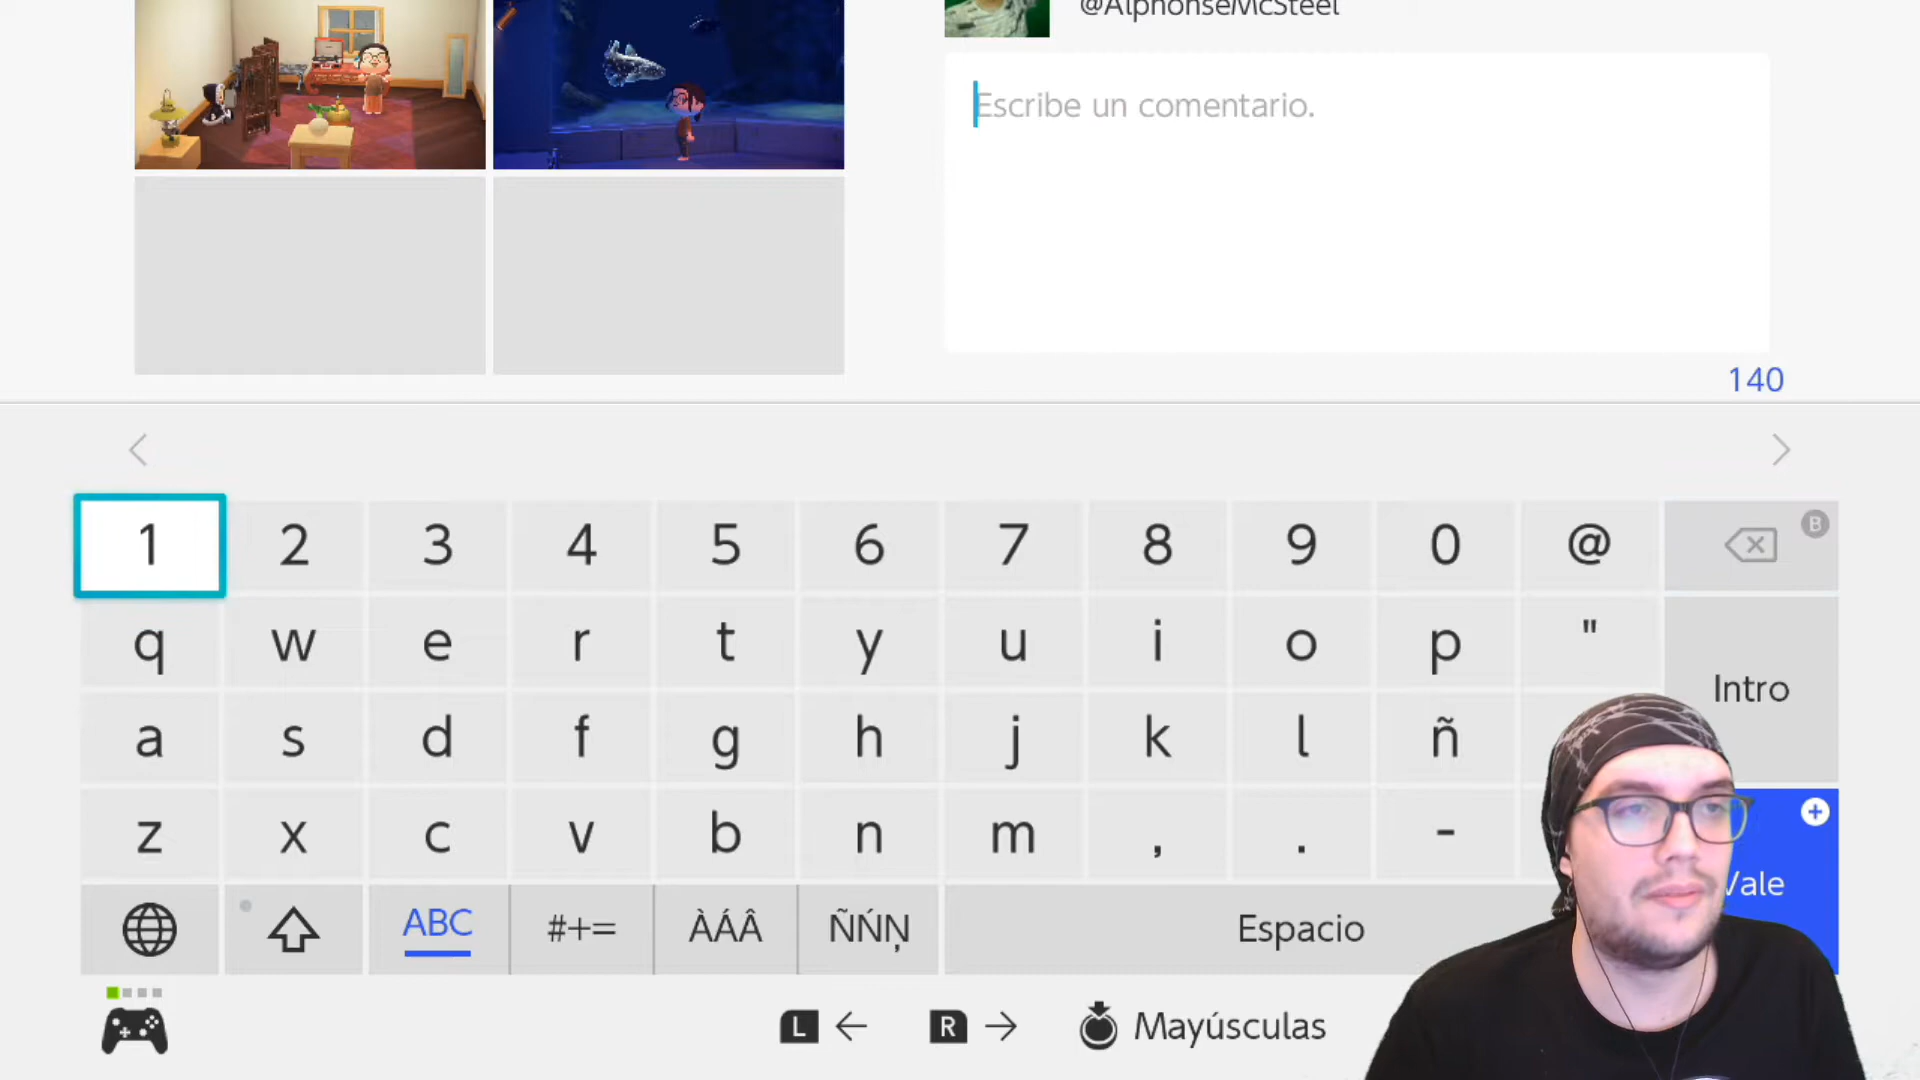 @AlphonseMcSteel
Escribe un comentario.
140
1 2 3 4 5 6 7 8 9 0 @ B
q w e r t y u i o p "
Intro
a s d f g h j k l ñ
z x c v b n m , . - +
Vale
ABC #+= ÀÁÂ ÑŃŅ Espacio
L ← R → Mayúsculas